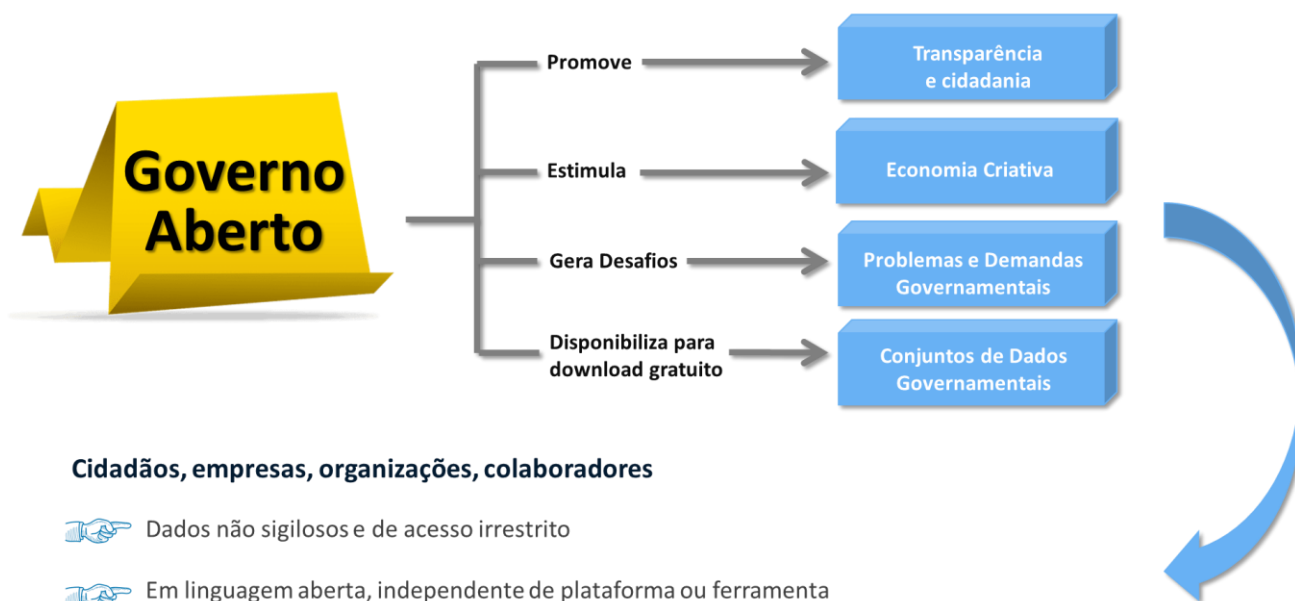 Governo
Aberto
Promove
Transparência
e cidadania
Estimula
Economia Criativa
Gera Desafios
Problemas e Demandas
Governamentais
Disponibiliza para
download gratuito
Conjuntos de Dados
Governamentais
Cidadãos, empresas, organizações, colaboradores
Dados não sigilosos e de acesso irrestrito
Em linguagem aberta, independente de plataforma ou ferramenta